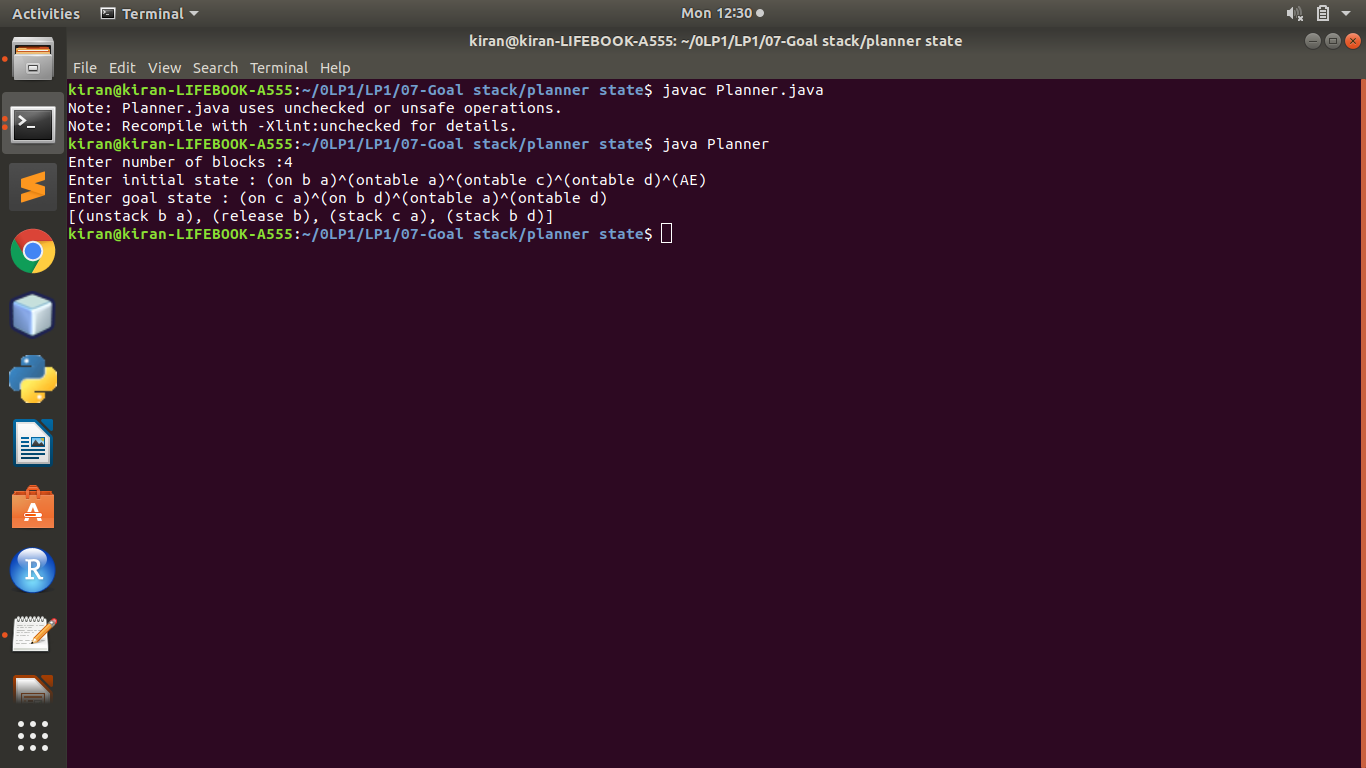 Activities Terminal Mon 12:30
kiran@kiran-LIFEBOOK-A555: ~/0LP1/LP1/07-Goal stack/planner state
File Edit View Search Terminal Help
kiran@kiran-LIFEBOOK-A555:~/0LP1/LP1/07-Goal stack/planner state$ javac Planner.java
Note: Planner.java uses unchecked or unsafe operations.
Note: Recompile with -Xlint:unchecked for details.
kiran@kiran-LIFEBOOK-A555:~/0LP1/LP1/07-Goal stack/planner state$ java Planner
Enter number of blocks :4
Enter initial state : (on b a)^(ontable a)^(ontable c)^(ontable d)^(AE)
Enter goal state : (on c a)^(on b d)^(ontable a)^(ontable d)
[(unstack b a), (release b), (stack c a), (stack b d)]
kiran@kiran-LIFEBOOK-A555:~/0LP1/LP1/07-Goal stack/planner state$